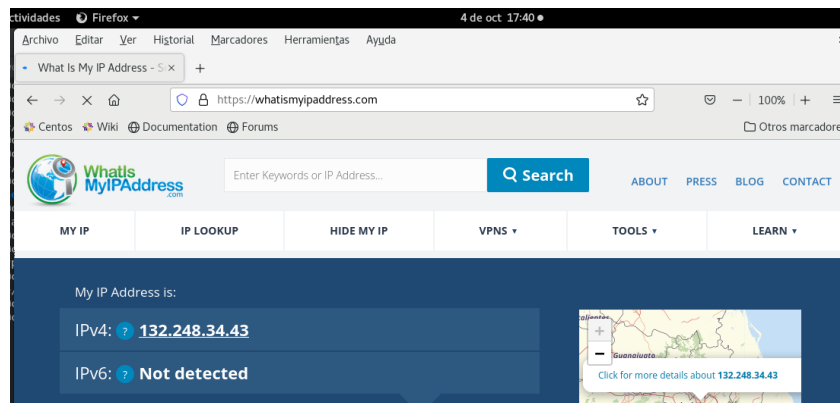 ctividades Firefox 4 de oct 17:40
Archivo Editar Ver Historial Marcadores Herramientas Ayuda
What Is My IP Address - S
https://whatismyipaddress.com 100%
Centos Wiki Documentation Forums Otros marcadore
WhatIs
MyIPAddress
.com
Enter Keywords or IP Address...
Search
ABOUT PRESS BLOG CONTACT
MY IP IP LOOKUP HIDE MY IP VPNS TOOLS LEARN
My IP Address is:
IPv4: ? 132.248.34.43
IPv6: ? Not detected
+
−
Guanajuato
Click for more details about 132.248.34.43